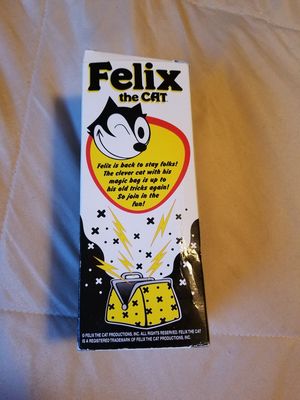 Felix
the CAT
Felix is back to stay folks!
The clever cat with his
magic bag is up to
his old tricks again!
So join in the
fun!
© FELIX THE CAT PRODUCTIONS, INC. ALL RIGHTS RESERVED. FELIX THE CAT
IS A REGISTERED TRADEMARK OF FELIX THE CAT PRODUCTIONS, INC.